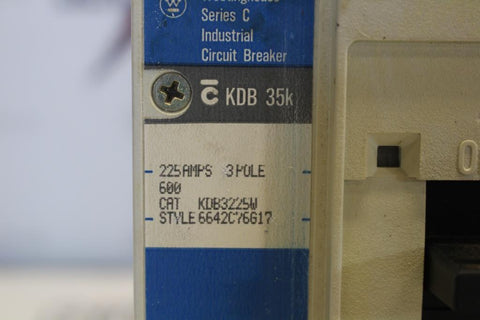 Westinghouse
Series C
Industrial
Circuit Breaker
C KDB 35k
225AMPS 3POLE
600
CAT KDB3225W
STYLE 6642C76G17
O